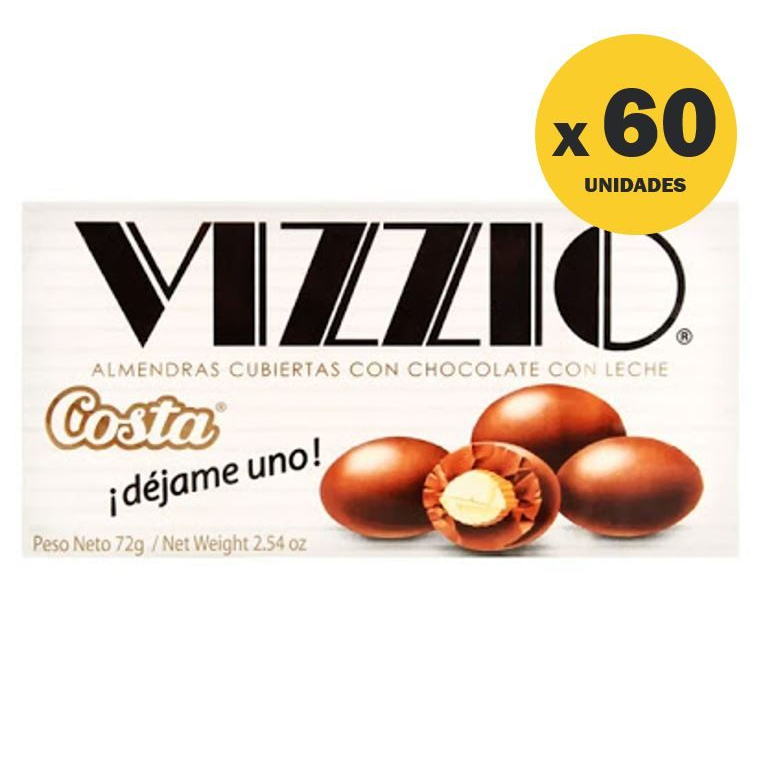 x 60
UNIDADES
VIZZIO®
ALMENDRAS CUBIERTAS CON CHOCOLATE CON LECHE
Costa®
¡déjame uno!
Peso Neto 72g / Net Weight 2.54 oz